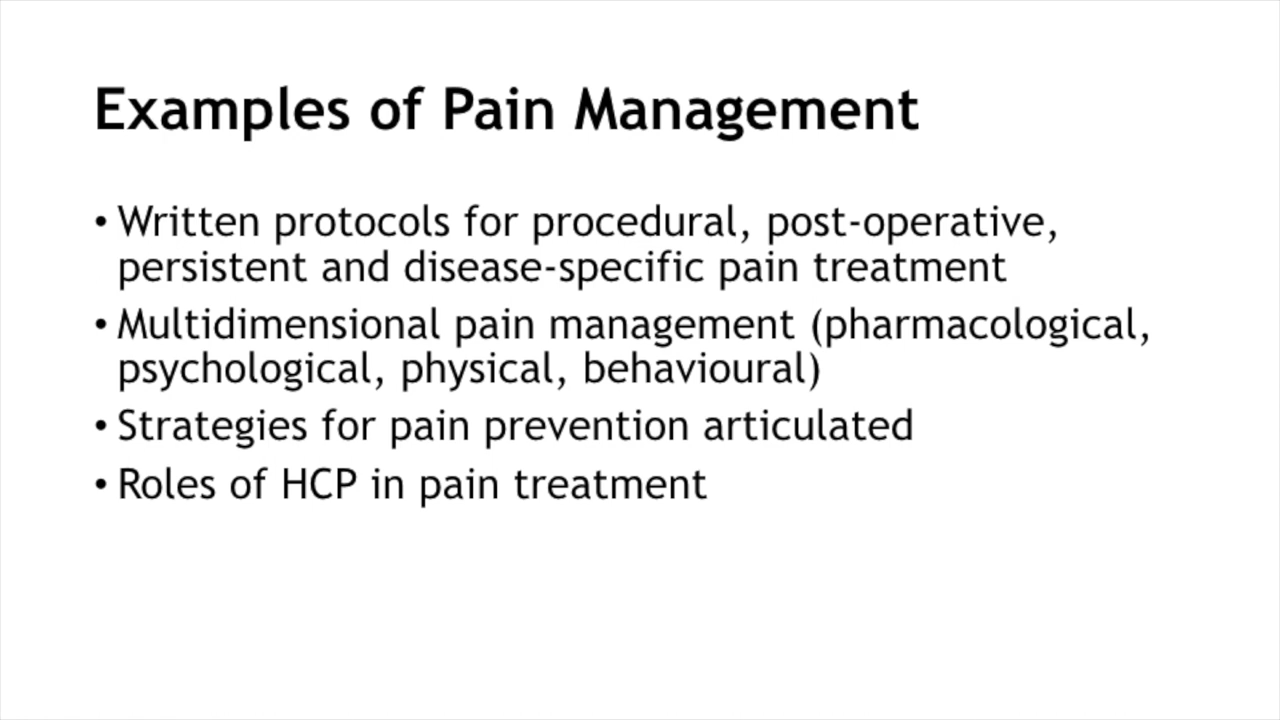 Examples of Pain Management
• Written protocols for procedural, post-operative,
persistent and disease-specific pain treatment
• Multidimensional pain management (pharmacological,
psychological, physical, behavioural)
• Strategies for pain prevention articulated
• Roles of HCP in pain treatment